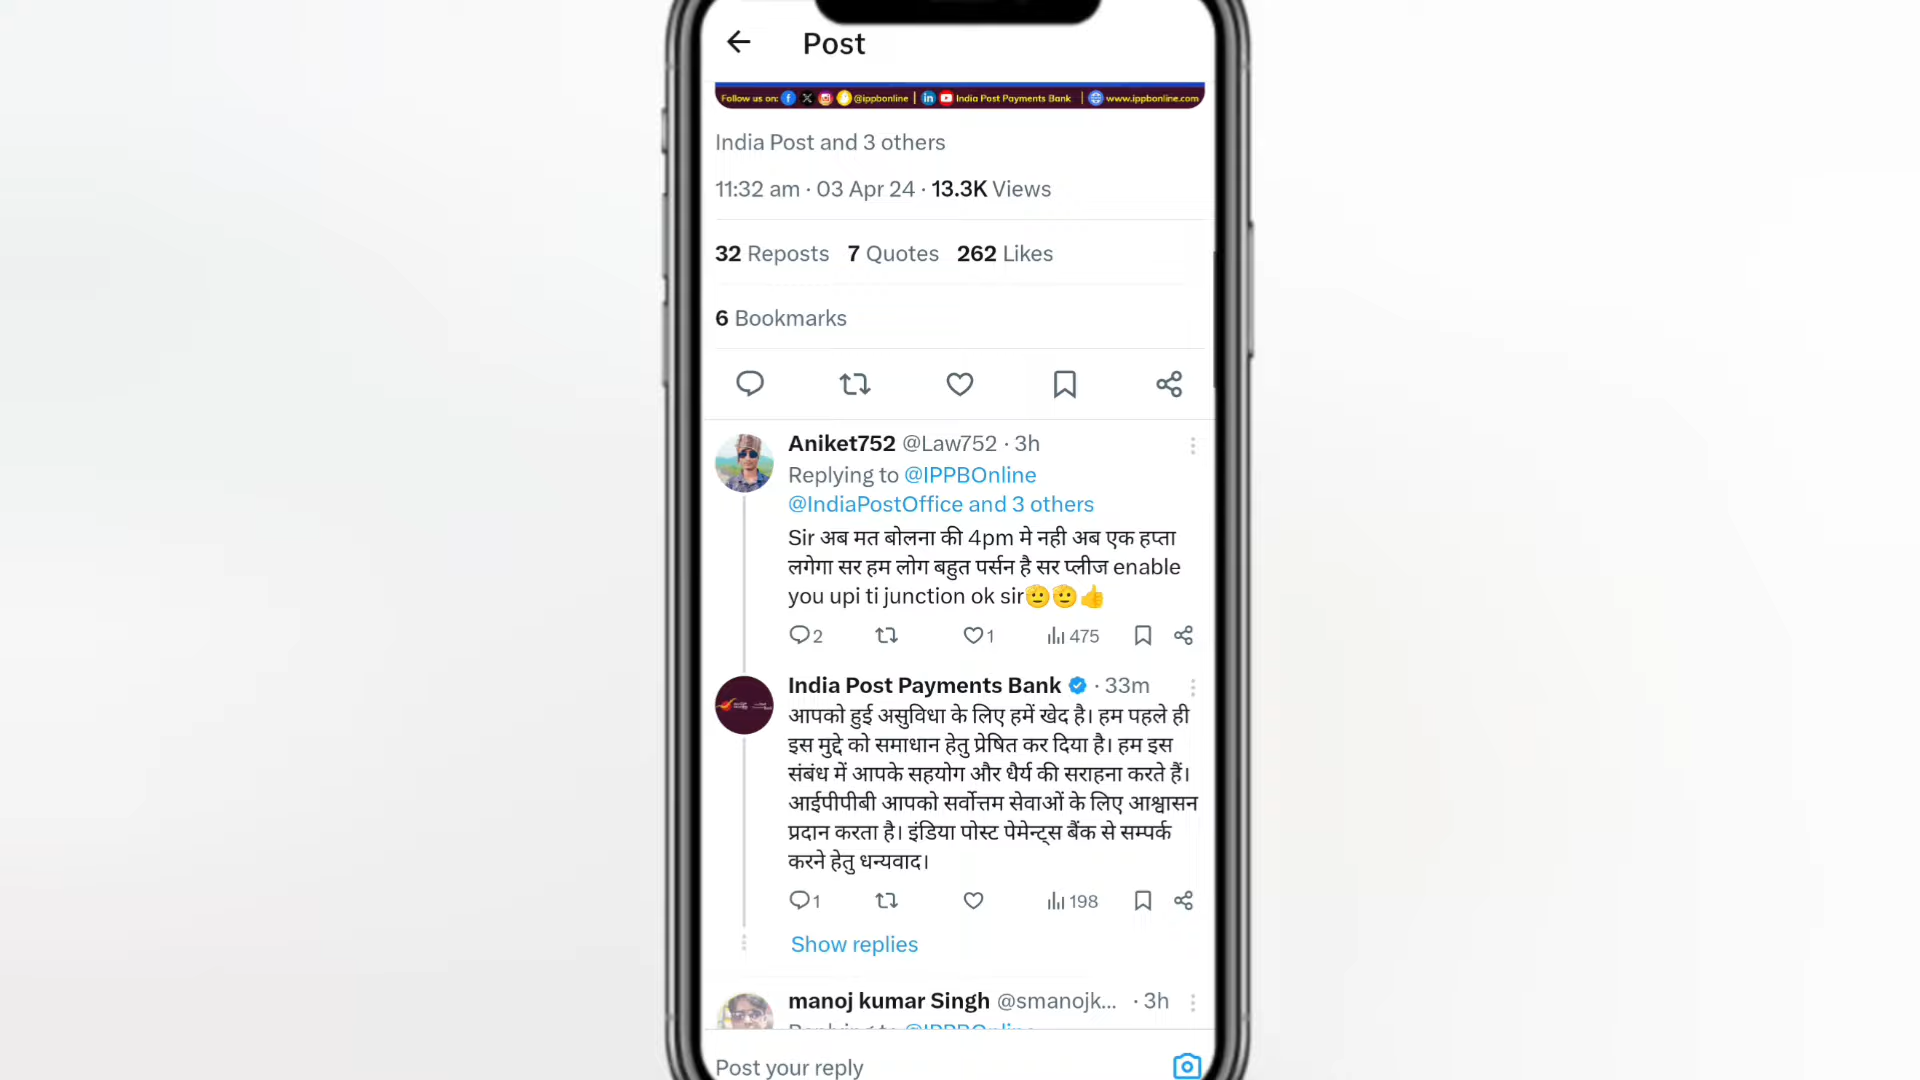 Post
Follow us on: @ippbonline | India Post Payments Bank | www.ippbonline.com
India Post and 3 others
11:32 am · 03 Apr 24 · 13.3K Views
32 Reposts 7 Quotes 262 Likes
6 Bookmarks
Aniket752 @Law752 · 3h
Replying to @IPPBOnline
@IndiaPostOffice and 3 others
Sir अब मत बोलना की 4pm मे नही अब एक हप्ता
लगेगा सर हम लोग बहुत पर्सन है सर प्लीज enable
you upi ti junction ok sir🫡🫡👍
2 1 475
India Post Payments Bank · 33m
आपको हुई असुविधा के लिए हमें खेद है। हम पहले ही
इस मुद्दे को समाधान हेतु प्रेषित कर दिया है। हम इस
संबंध में आपके सहयोग और धैर्य की सराहना करते हैं।
आईपीपीबी आपको सर्वोत्तम सेवाओं के लिए आश्वासन
प्रदान करता है। इंडिया पोस्ट पेमेन्ट्स बैंक से सम्पर्क
करने हेतु धन्यवाद।
1 198
Show replies
manoj kumar Singh @smanojk... · 3h
Replying to @IPPBOnline
Post your reply